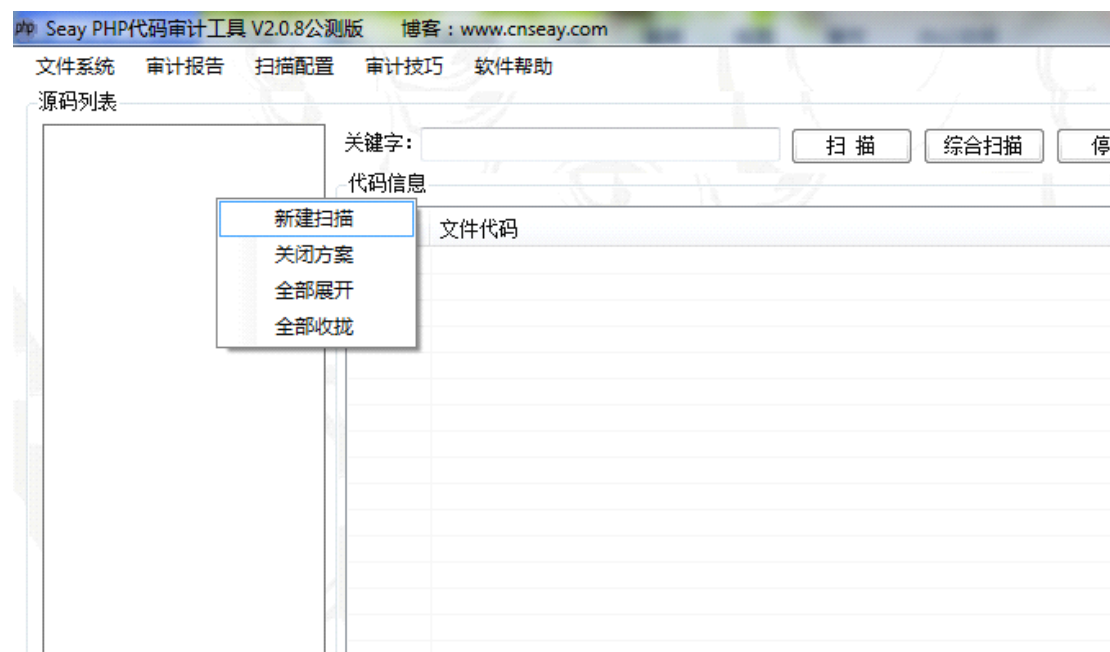 php Seay PHP代码审计工具 V2.0.8公测版 博客：www.cnseay.com
文件系统 审计报告 扫描配置 审计技巧 软件帮助
源码列表
关键字: 扫 描 综合扫描 停
代码信息
新建扫描
文件代码
关闭方案
全部展开
全部收拢